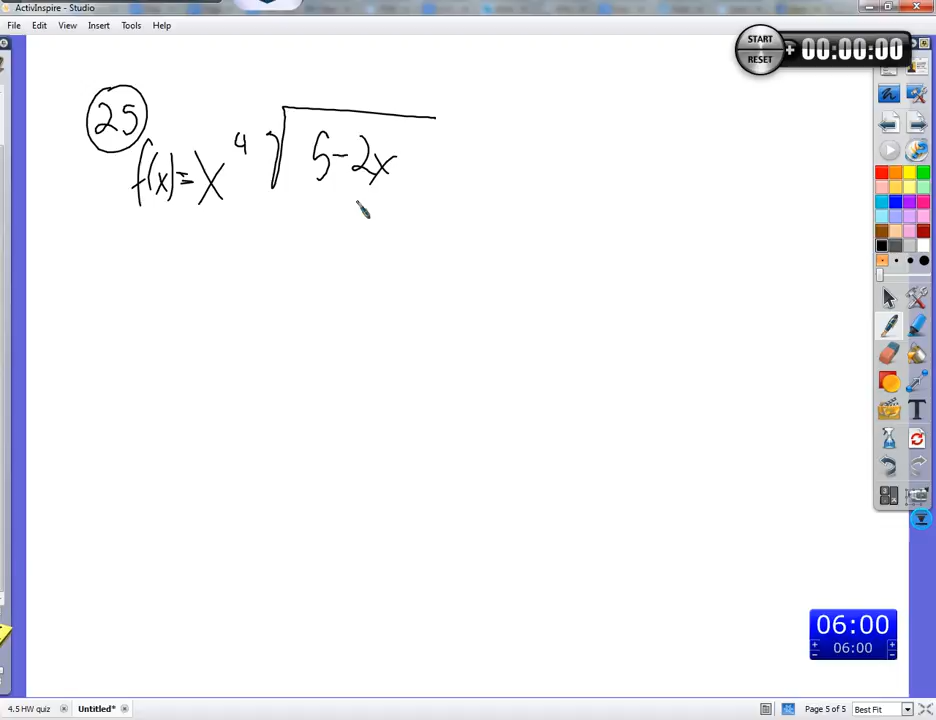 ActivInspire - Studio
File Edit View Insert Tools Help
START
RESET
00:00:00
25
f(x)=x⁴√(5-2x)
T
06:00
06:00
4.5 HW quiz Untitled* Page 5 of 5 Best Fit